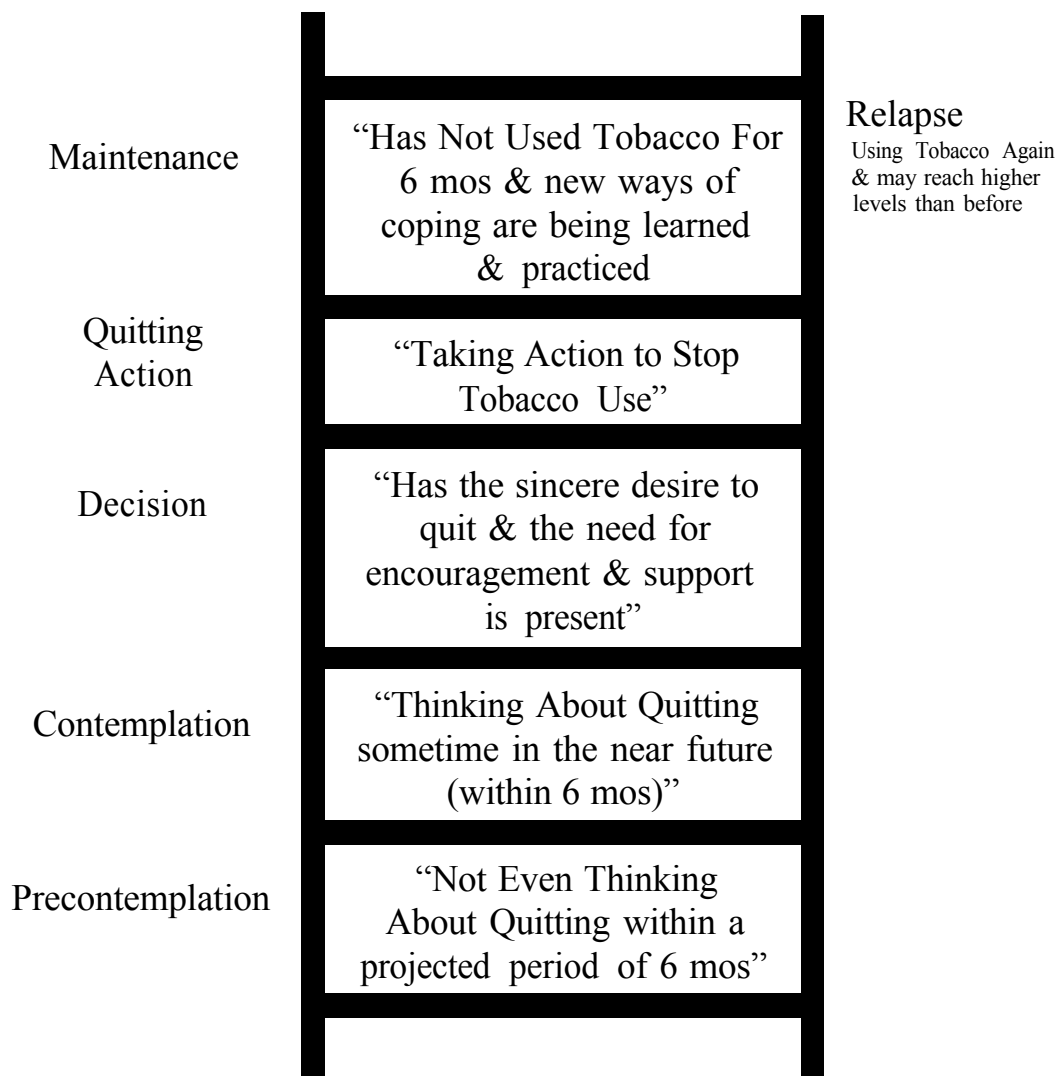 Maintenance
“Has Not Used Tobacco For
6 mos & new ways of
coping are being learned
& practiced
Relapse
Using Tobacco Again
& may reach higher
levels than before
Quitting
Action
“Taking Action to Stop
Tobacco Use”
Decision
“Has the sincere desire to
quit & the need for
encouragement & support
is present”
Contemplation
“Thinking About Quitting
sometime in the near future
(within 6 mos)”
Precontemplation
“Not Even Thinking
About Quitting within a
projected period of 6 mos”